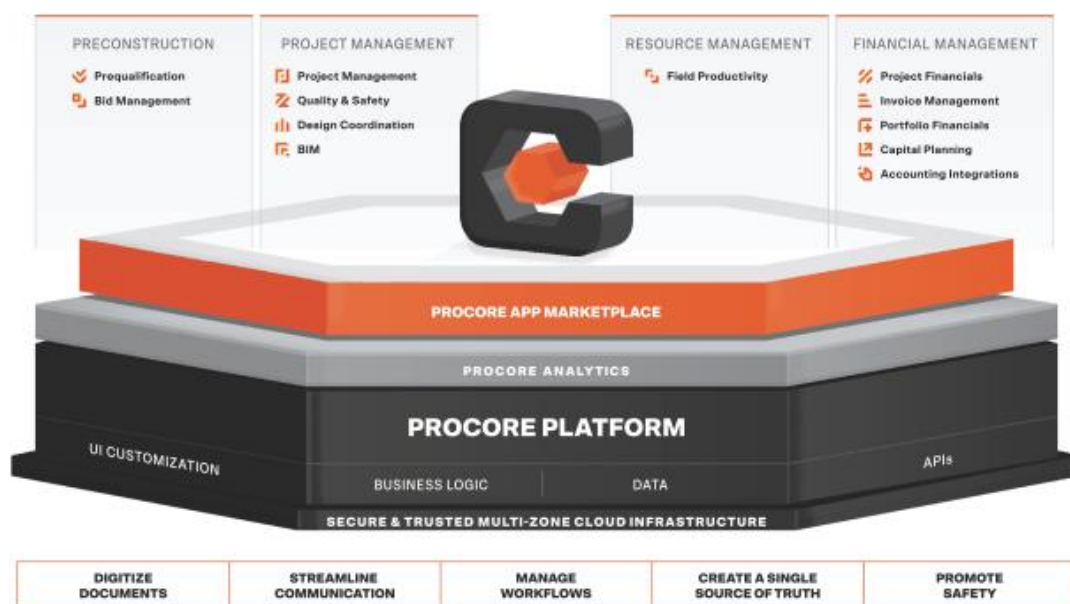 PRECONSTRUCTION
Prequalification
Bid Management
PROJECT MANAGEMENT
Project Management
Quality & Safety
Design Coordination
BIM
RESOURCE MANAGEMENT
Field Productivity
FINANCIAL MANAGEMENT
Project Financials
Invoice Management
Portfolio Financials
Capital Planning
Accounting Integrations
PROCORE APP MARKETPLACE
PROCORE ANALYTICS
PROCORE PLATFORM
UI CUSTOMIZATION
BUSINESS LOGIC
DATA
APIs
SECURE & TRUSTED MULTI-ZONE CLOUD INFRASTRUCTURE
DIGITIZE
DOCUMENTS
STREAMLINE
COMMUNICATION
MANAGE
WORKFLOWS
CREATE A SINGLE
SOURCE OF TRUTH
PROMOTE
SAFETY